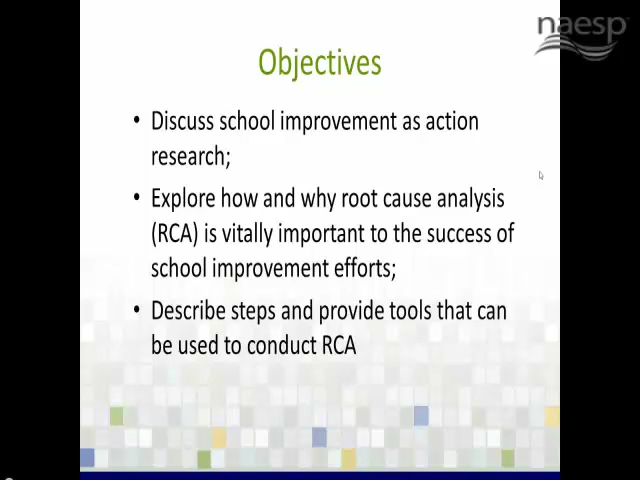 naesp
Objectives
• Discuss school improvement as action
research;
• Explore how and why root cause analysis
(RCA) is vitally important to the success of
school improvement efforts;
• Describe steps and provide tools that can
be used to conduct RCA